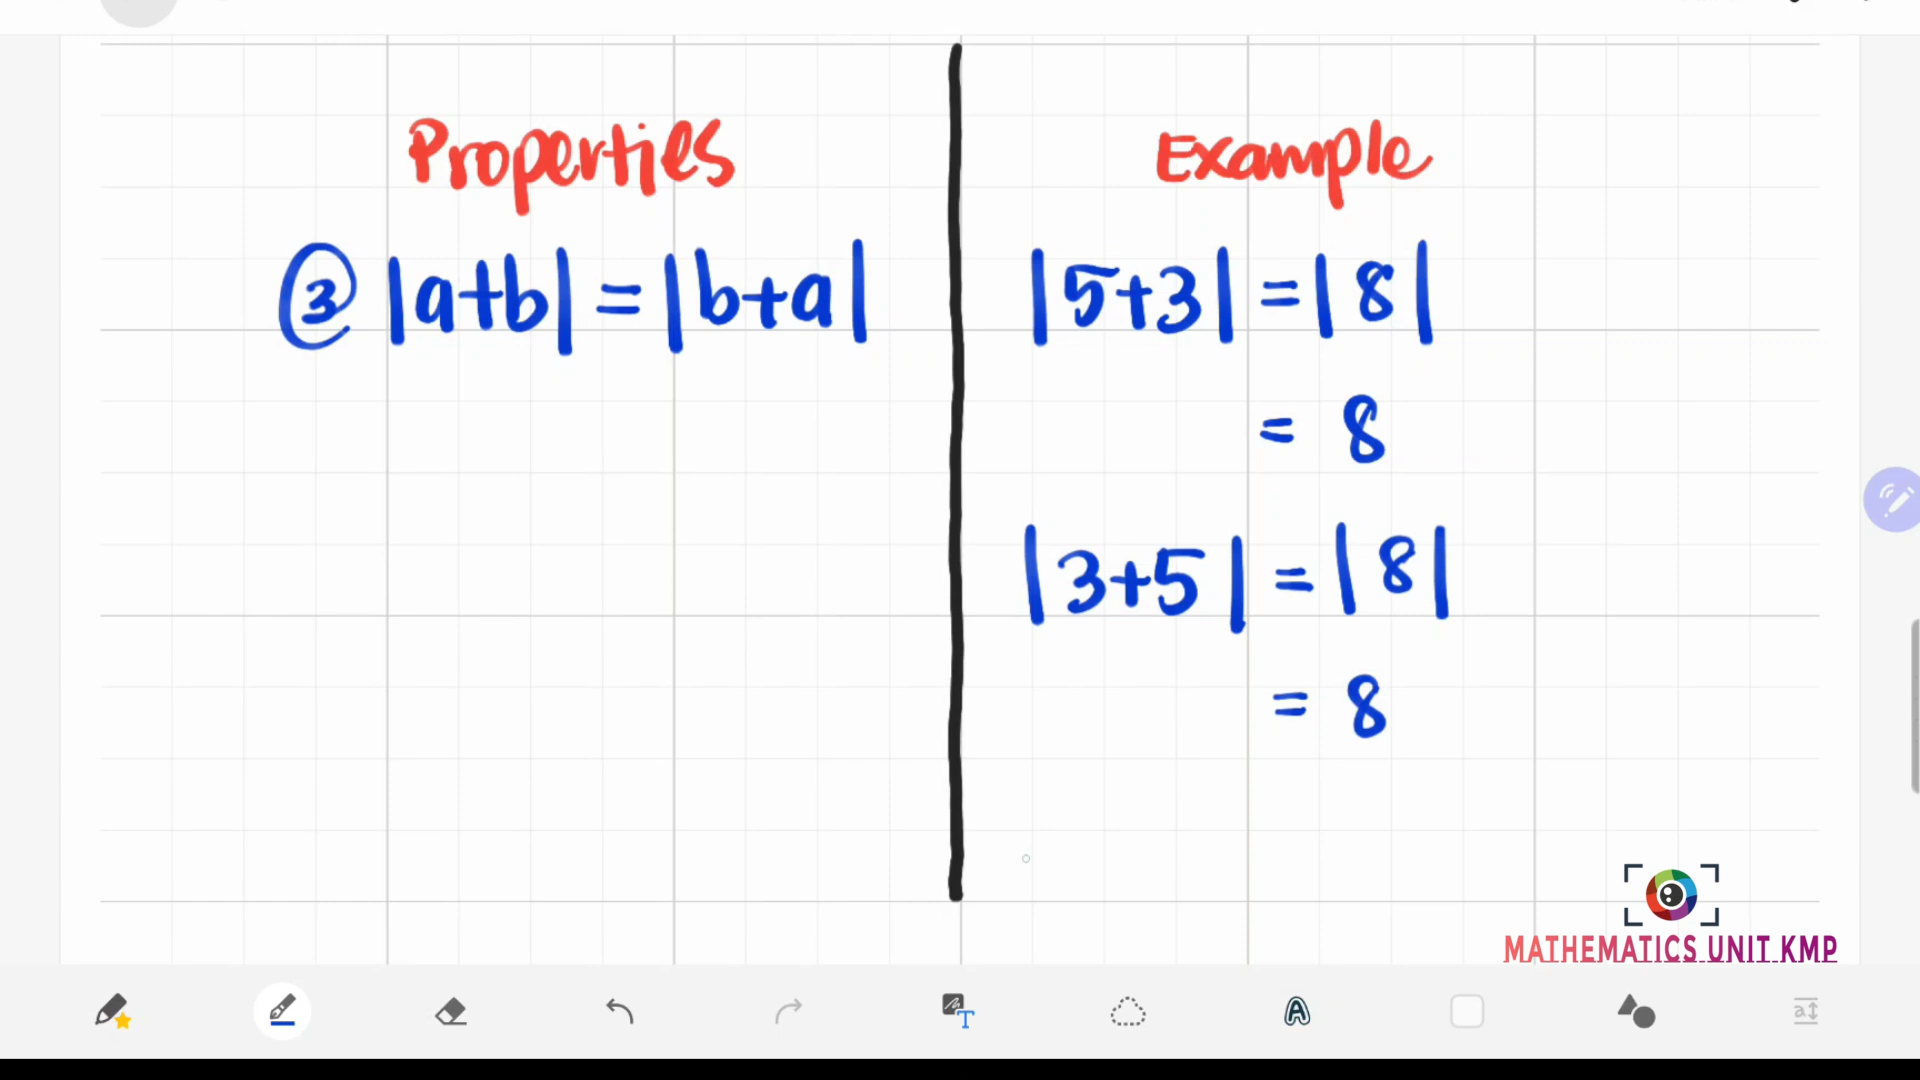 Properties
③ |a+b| = |b+a|
Example
|5+3| = |8|
= 8
|3+5| = |8|
= 8
MATHEMATICS UNIT KMP